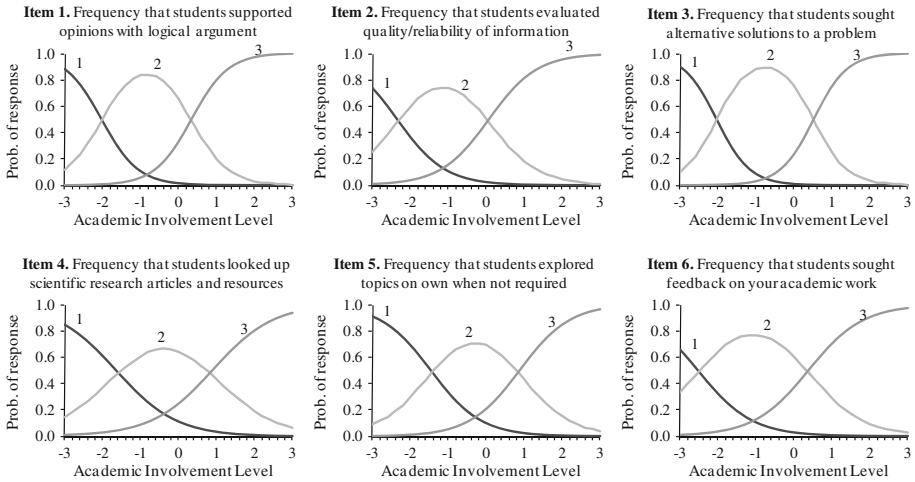 Item 1. Frequency that students supported
opinions with logical argument
Prob. of response
1.0
0.8
0.6
0.4
0.2
0.0
1
2
3
-3 -2 -1 0 1 2 3
Academic Involvement Level
Item 2. Frequency that students evaluated
quality/reliability of information
Prob. of response
1.0
0.8
0.6
0.4
0.2
0.0
1
2
3
-3 -2 -1 0 1 2 3
Academic Involvement Level
Item 3. Frequency that students sought
alternative solutions to a problem
Prob. of response
1.0
0.8
0.6
0.4
0.2
0.0
1
2
3
-3 -2 -1 0 1 2 3
Academic Involvement Level
Item 4. Frequency that students looked up
scientific research articles and resources
Prob. of response
1.0
0.8
0.6
0.4
0.2
0.0
1
2
3
-3 -2 -1 0 1 2 3
Academic Involvement Level
Item 5. Frequency that students explored
topics on own when not required
Prob. of response
1.0
0.8
0.6
0.4
0.2
0.0
1
2
3
-3 -2 -1 0 1 2 3
Academic Involvement Level
Item 6. Frequency that students sought
feedback on your academic work
Prob. of response
1.0
0.8
0.6
0.4
0.2
0.0
1
2
3
-3 -2 -1 0 1 2 3
Academic Involvement Level